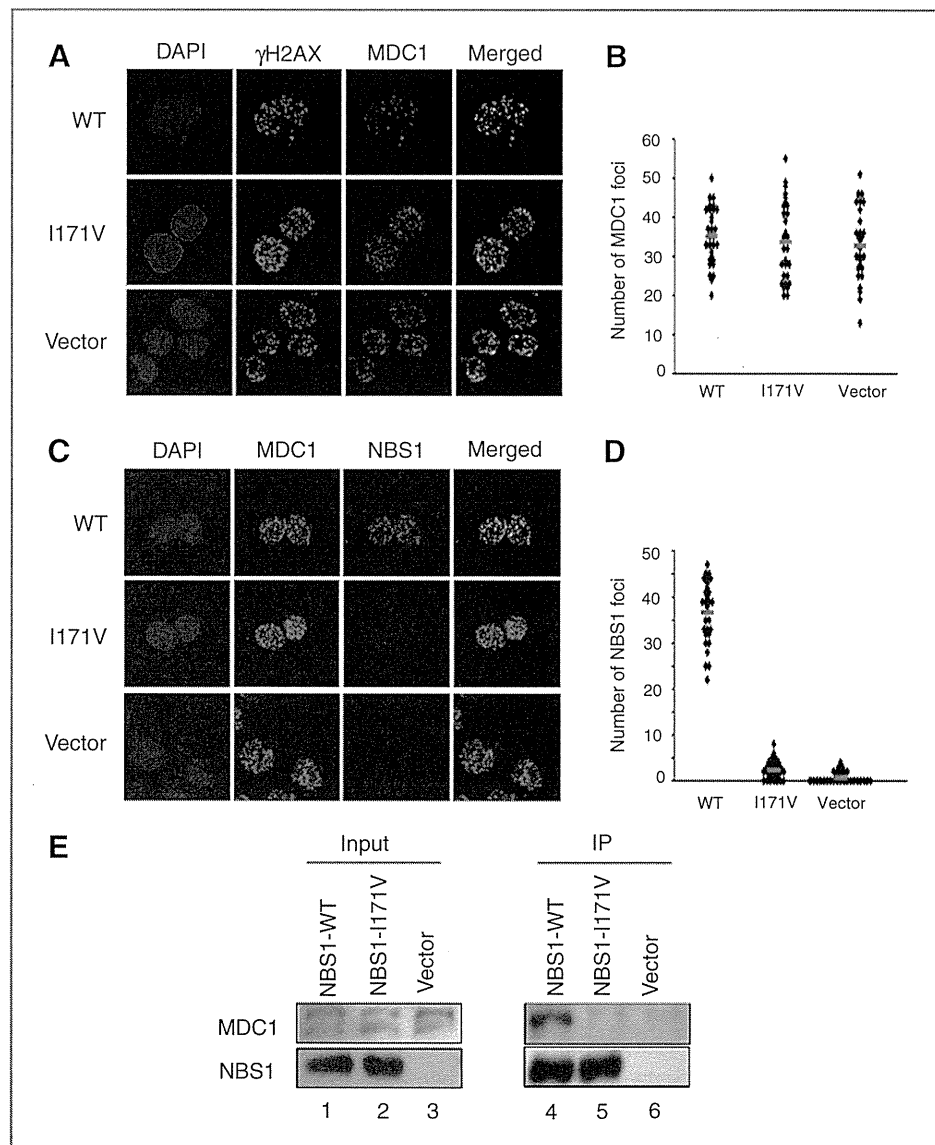 A
DAPI γH2AX MDC1 Merged
WT
I171V
Vector
B
Number of MDC1 foci
60
50
40
30
20
10
0
WT I171V Vector
C
DAPI MDC1 NBS1 Merged
WT
I171V
Vector
D
Number of NBS1 foci
50
40
30
20
10
0
WT I171V Vector
E
Input IP
NBS1-WT NBS1-I171V Vector NBS1-WT NBS1-I171V Vector
MDC1
NBS1
1 2 3 4 5 6